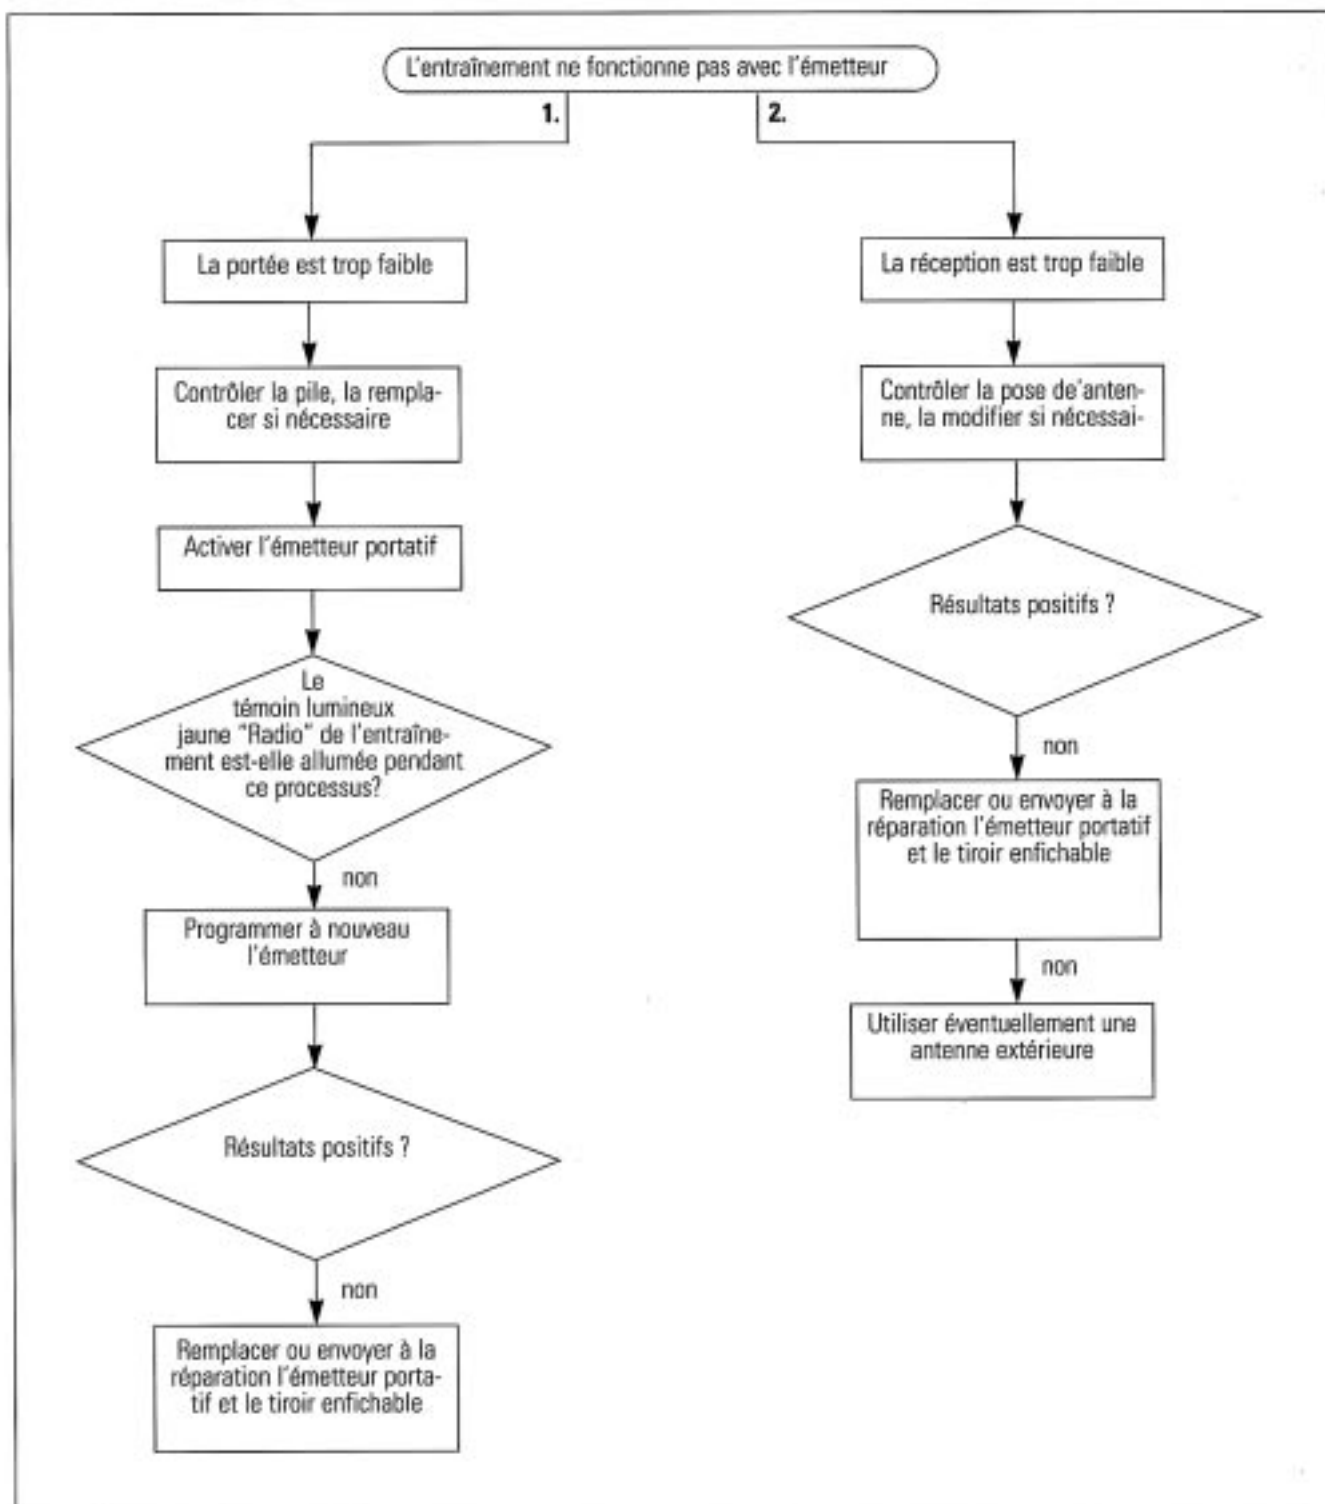 L'entraînement ne fonctionne pas avec l'émetteur
1.
2.
La portée est trop faible
Contrôler la pile, la rempla-
cer si nécessaire
Activer l'émetteur portatif
Le
témoin lumineux
jaune "Radio" de l'entraîne-
ment est-elle allumée pendant
ce processus?
non
Programmer à nouveau
l'émetteur
Résultats positifs ?
non
Remplacer ou envoyer à la
réparation l'émetteur porta-
tif et le tiroir enfichable
La réception est trop faible
Contrôler la pose de'anten-
ne, la modifier si nécessai-
Résultats positifs ?
non
Remplacer ou envoyer à la
réparation l'émetteur portatif
et le tiroir enfichable
non
Utiliser éventuellement une
antenne extérieure